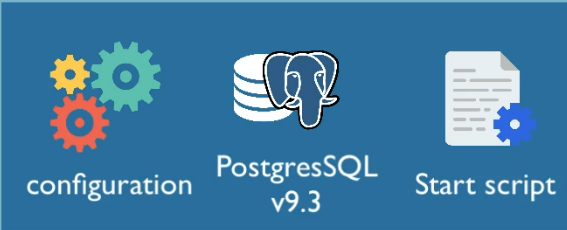 configuration
PostgresSQL
v9.3
Start script